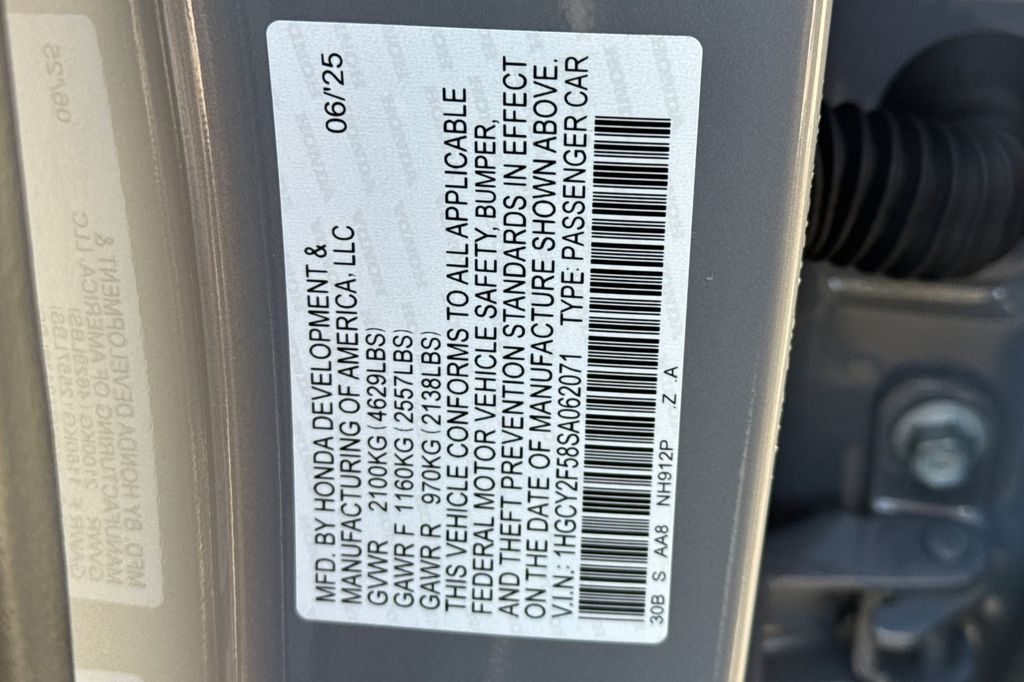 MFD. BY HONDA DEVELOPMENT &
MANUFACTURING OF AMERICA, LLC 06/'25
GVWR 2100KG (4629LBS)
GAWR F 1160KG (2557LBS)
GAWR R 970KG (2138LBS)
THIS VEHICLE CONFORMS TO ALL APPLICABLE
FEDERAL MOTOR VEHICLE SAFETY, BUMPER,
AND THEFT PREVENTION STANDARDS IN EFFECT
ON THE DATE OF MANUFACTURE SHOWN ABOVE.
V.I.N.: 1HGCY2F58SA062071 TYPE: PASSENGER CAR
30B S AA8 NH912P .Z .A